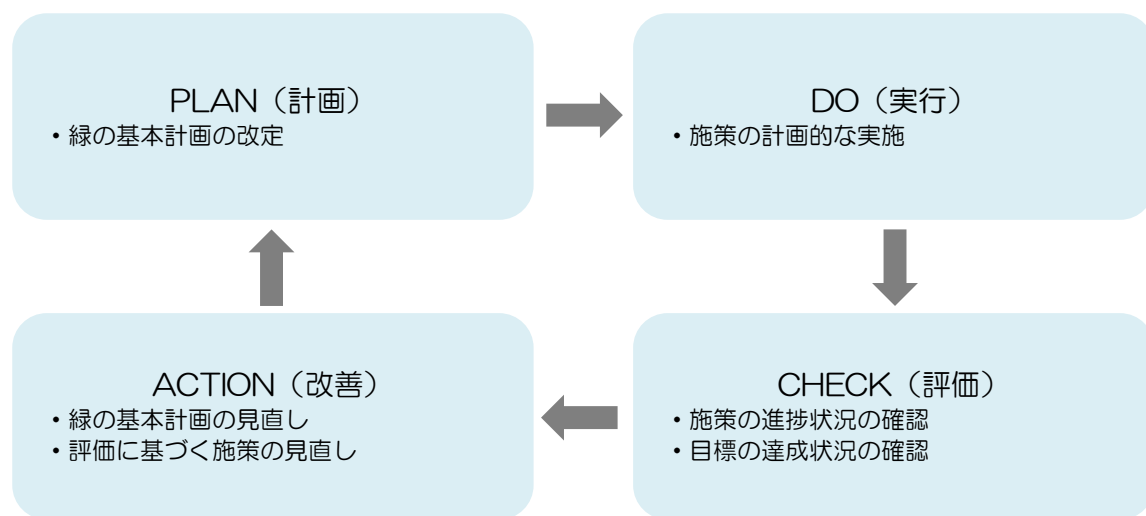 PLAN（計画）
・緑の基本計画の改定
DO（実行）
・施策の計画的な実施
ACTION（改善）
・緑の基本計画の見直し
・評価に基づく施策の見直し
CHECK（評価）
・施策の進捗状況の確認
・目標の達成状況の確認